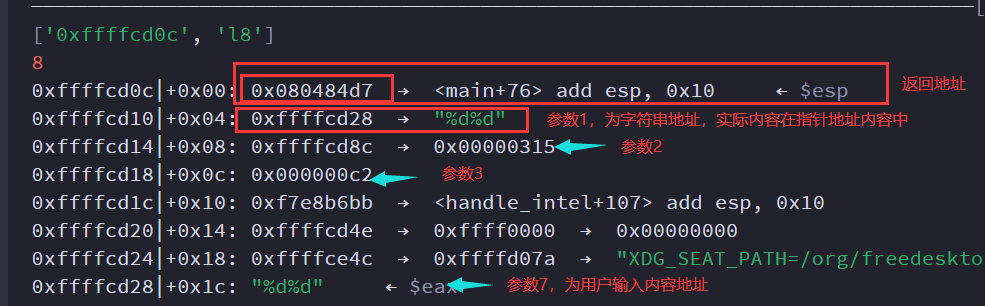 ['0xffffcd0c', 'l8']
8
0xffffcd0c|+0x00: 0x080484d7 → <main+76> add esp, 0x10 ← $esp 返回地址
0xffffcd10|+0x04: 0xffffcd28 → "%d%d" 参数1，为字符串地址，实际内容在指针地址内容中
0xffffcd14|+0x08: 0xffffcd8c → 0x00000315 参数2
0xffffcd18|+0x0c: 0x000000c2 参数3
0xffffcd1c|+0x10: 0xf7e8b6bb → <handle_intel+107> add esp, 0x10
0xffffcd20|+0x14: 0xffffcd4e → 0xffff0000 → 0x00000000
0xffffcd24|+0x18: 0xffffce4c → 0xffffd07a → "XDG_SEAT_PATH=/org/freedeskto
0xffffcd28|+0x1c: "%d%d" ← $eax 参数7，为用户输入内容地址